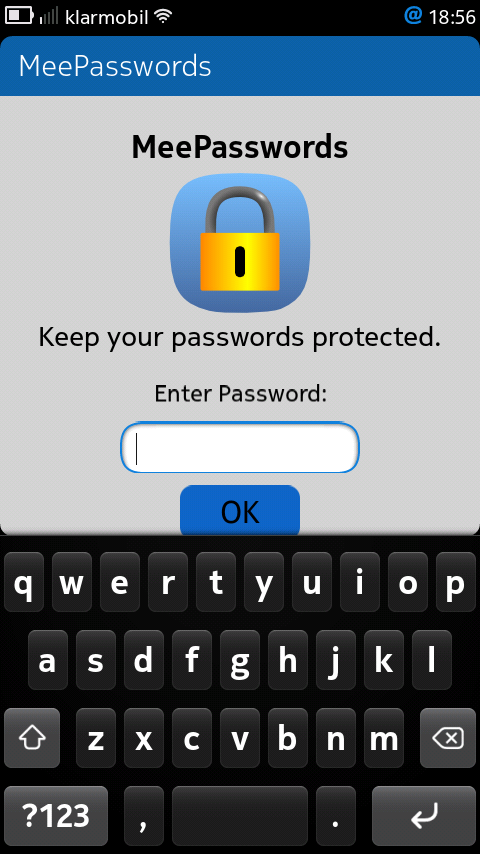 klarmobil @ 18:56
MeePasswords
MeePasswords
Keep your passwords protected.
Enter Password:
OK
q w e r t y u i o p
a s d f g h j k l
z x c v b n m
?123 , .